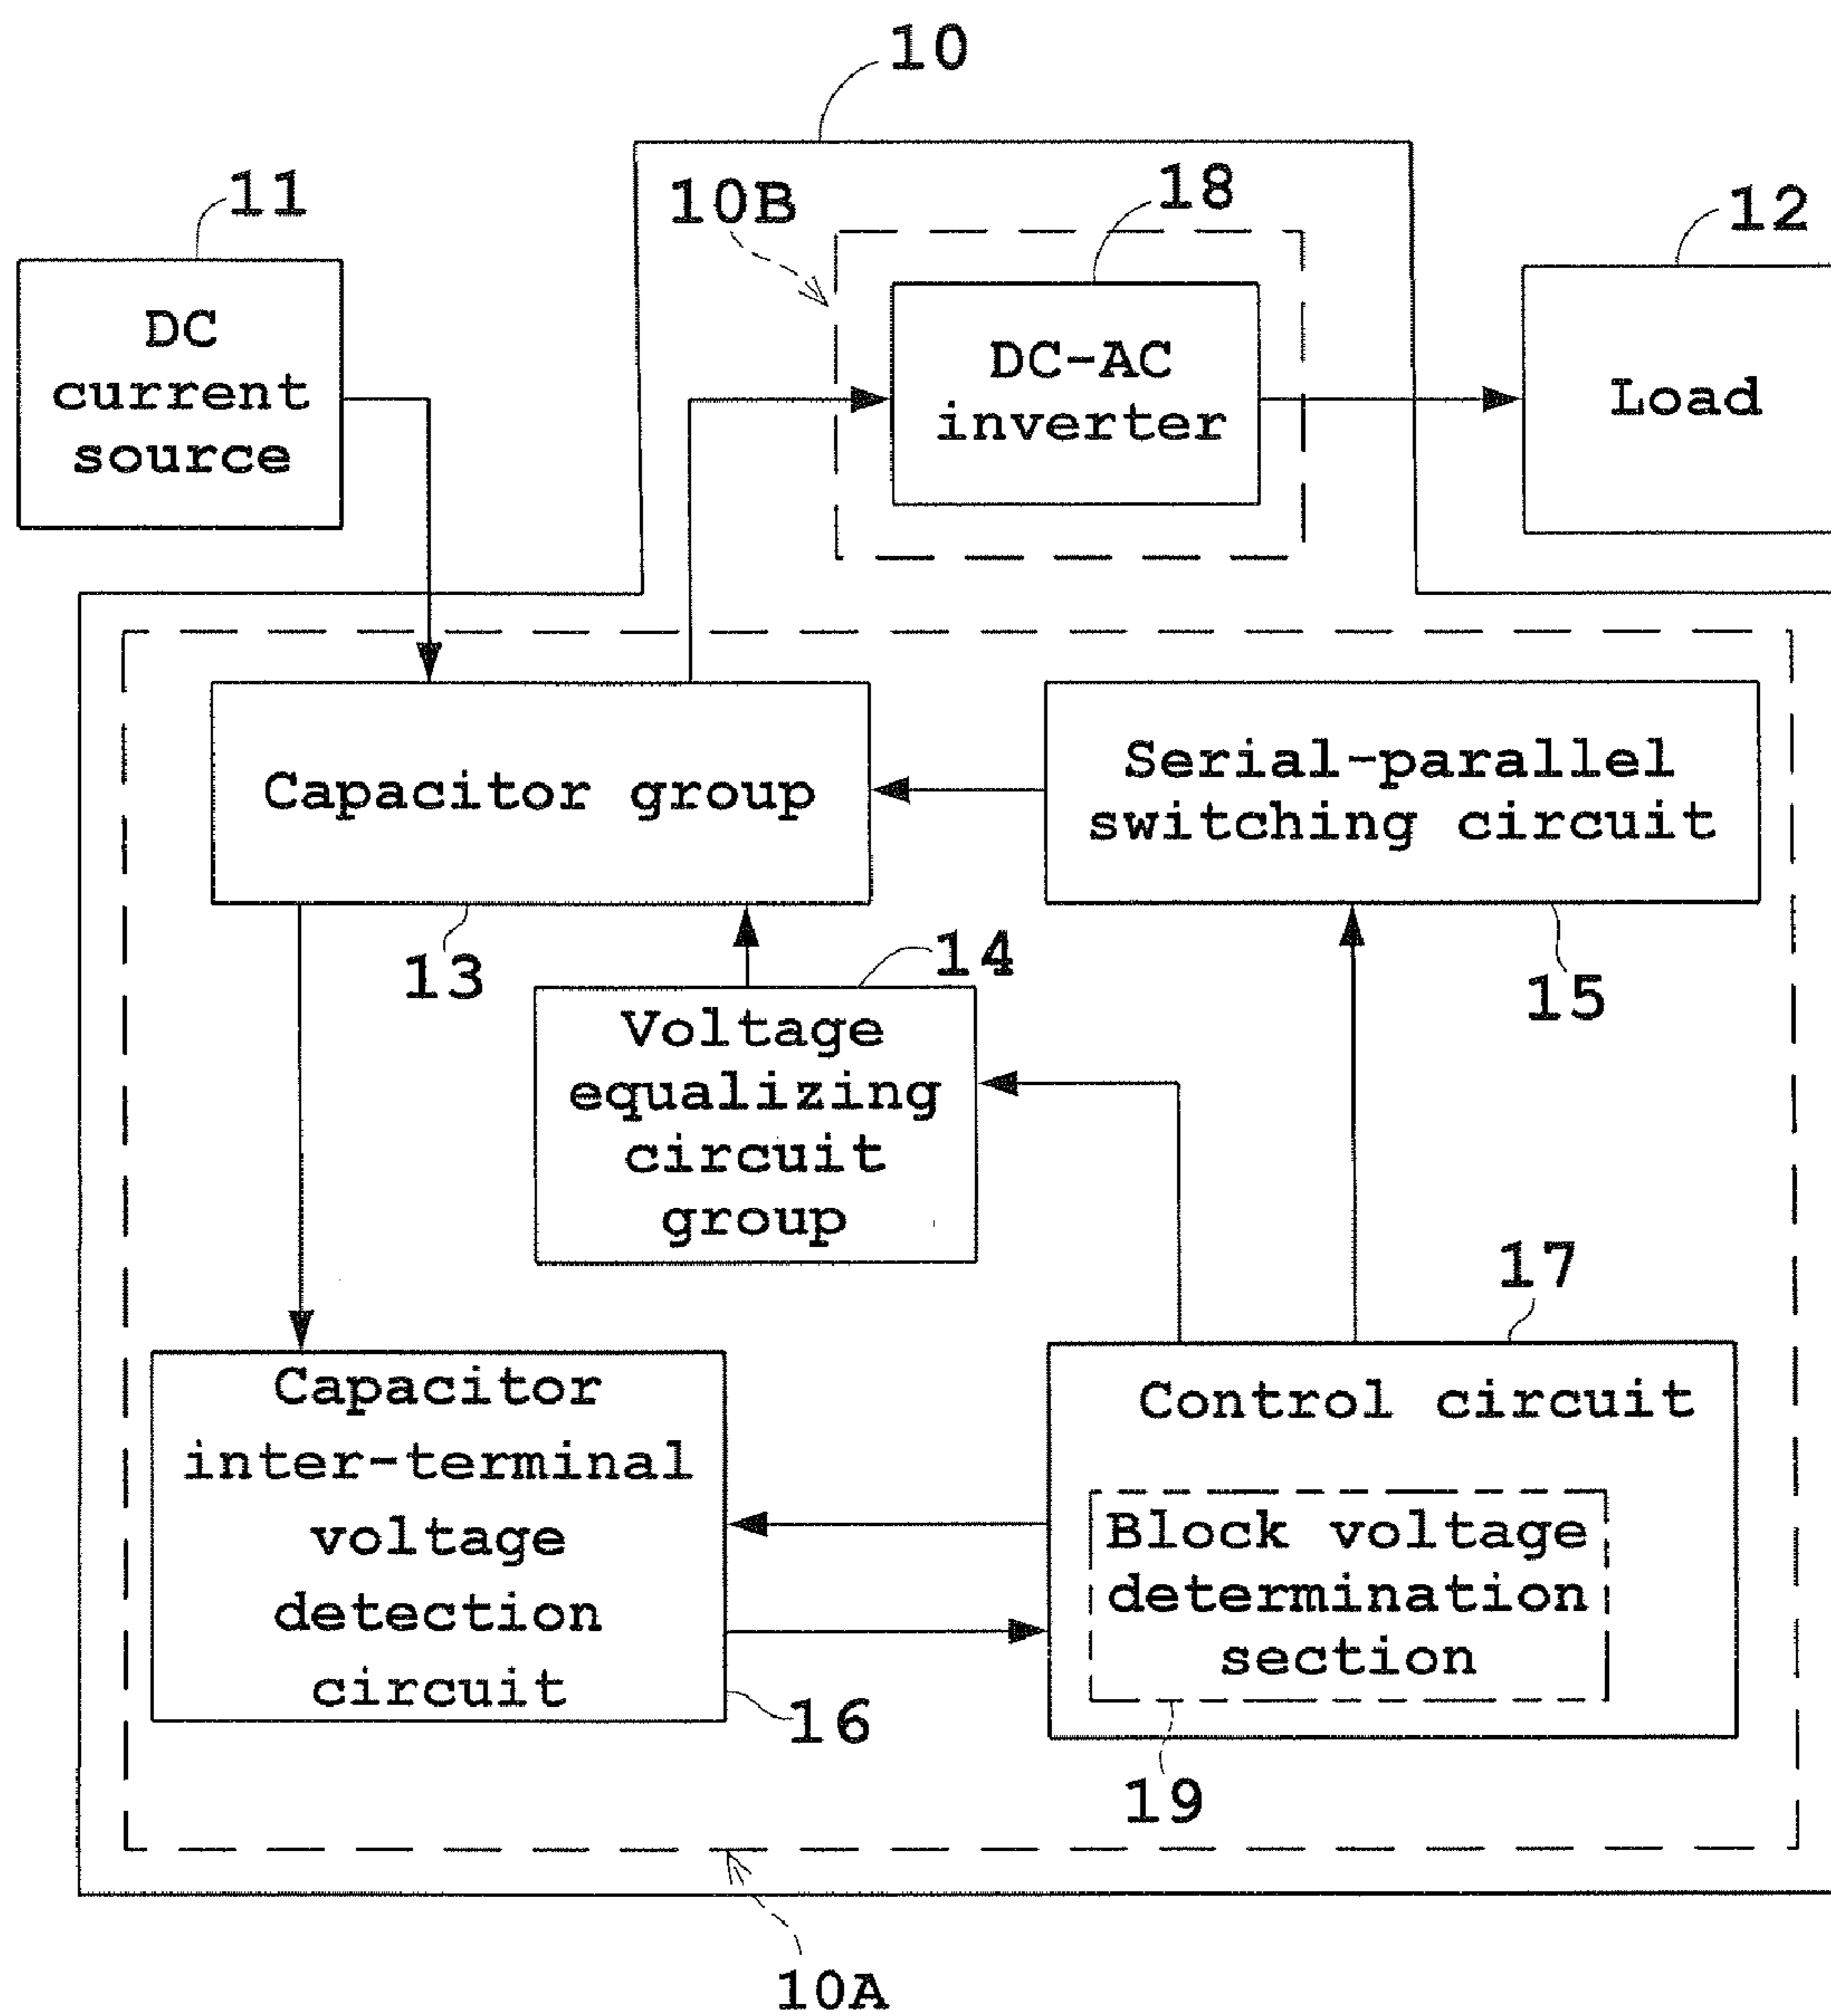 10
11
10B
18
12
DC
current
source
DC-AC
inverter
Load
Capacitor group
Serial-parallel
switching circuit
13
14
15
Voltage
equalizing
circuit
group
17
Capacitor
inter-terminal
voltage
detection
circuit
Control circuit
Block voltage
determination
section
16
19
10A